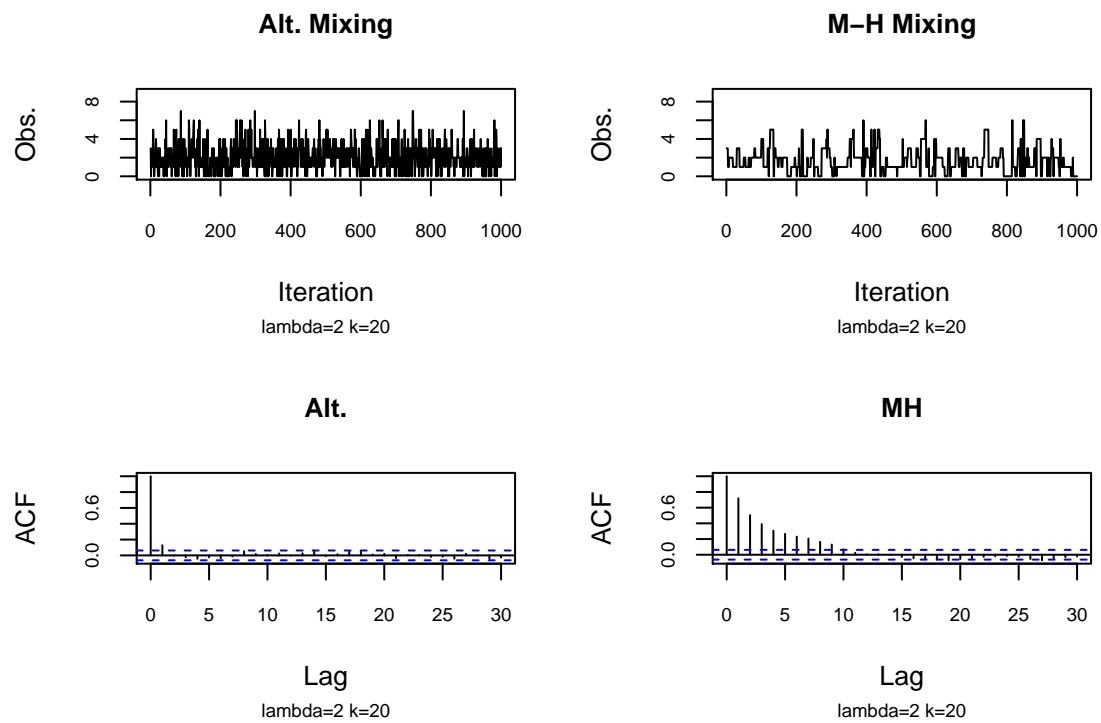 Alt. Mixing
Obs.
0 4 8
0 200 400 600 800 1000
Iteration
lambda=2 k=20
M−H Mixing
Obs.
0 4 8
0 200 400 600 800 1000
Iteration
lambda=2 k=20
Alt.
ACF
0.0 0.6
0 5 10 15 20 25 30
Lag
lambda=2 k=20
MH
ACF
0.0 0.6
0 5 10 15 20 25 30
Lag
lambda=2 k=20